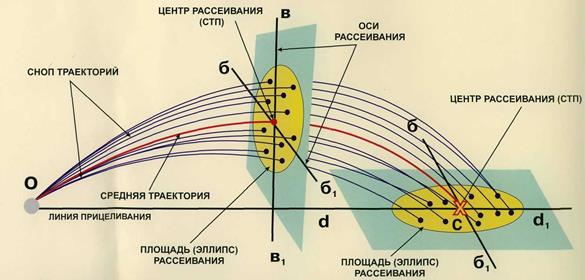 ЦЕНТР РАССЕИВАНИЯ
(СТП)
В
ОСИ
РАССЕИВАНИЯ
СНОП ТРАЕКТОРИЙ
б
ЦЕНТР РАССЕИВАНИЯ (СТП)
б
О
СРЕДНЯЯ ТРАЕКТОРИЯ
б₁
ЛИНИЯ ПРИЦЕЛИВАНИЯ
d
С
d₁
ПЛОЩАДЬ (ЭЛЛИПС)
РАССЕИВАНИЯ
В₁
ПЛОЩАДЬ (ЭЛЛИПС)
РАССЕИВАНИЯ
б₁